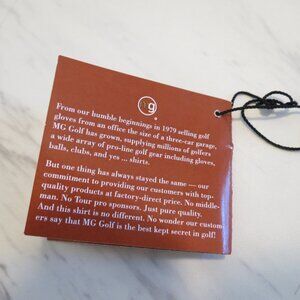 g
From our humble beginnings in 1979 selling golf
gloves from an office the size of a three-car garage,
MG Golf has grown, supplying millions of golfers
a wide array of pro-line golf gear including gloves,
balls, clubs, and yes ... shirts.
But one thing has always stayed the same — our
commitment to providing our customers with top-
quality products at factory-direct price. No middle-
man. No Tour pro sponsors. Just pure quality.
And this shirt is no different. No wonder our custom-
ers say that MG Golf is the best kept secret in golf!